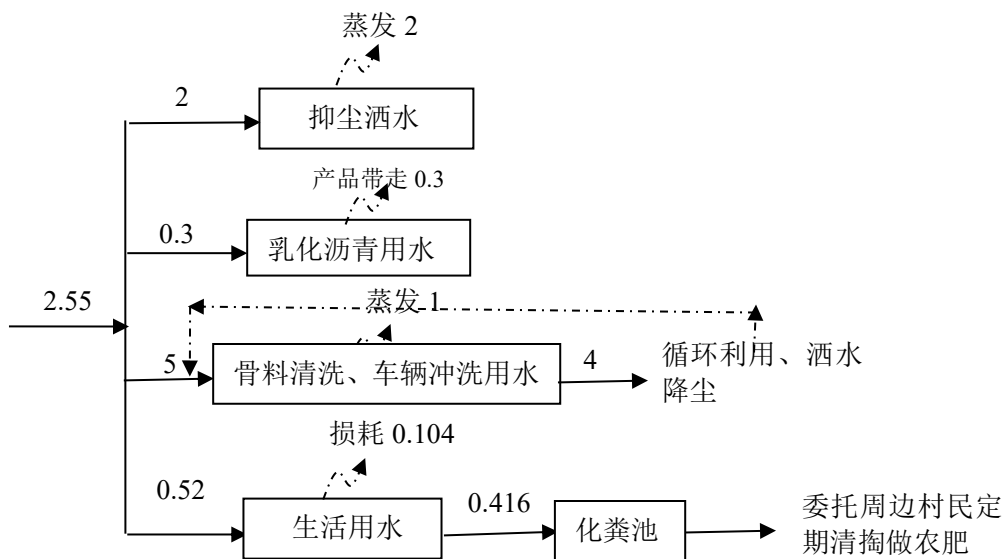 蒸发 2
2
抑尘洒水
产品带走 0.3
0.3
乳化沥青用水
2.55
蒸发 1
5
骨料清洗、车辆冲洗用水
4
循环利用、洒水
降尘
损耗 0.104
0.52
生活用水
0.416
化粪池
委托周边村民定
期清掏做农肥